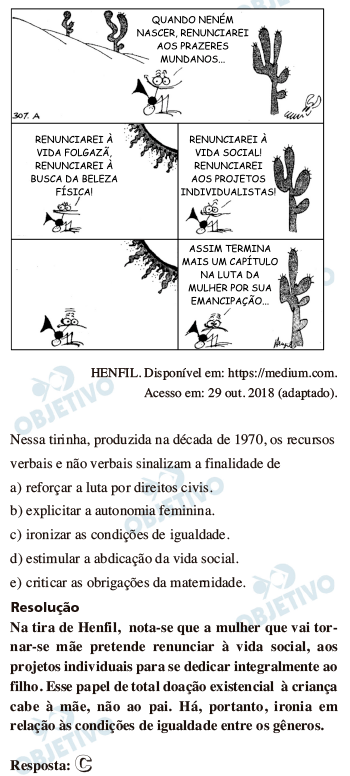 QUANDO NENÉM
NASCER, RENUNCIAREI
AOS PRAZERES
MUNDANOS...
307. A
RENUNCIAREI À
VIDA FOLGAZÃ,
RENUNCIAREI À
BUSCA DA BELEZA
FÍSICA!
RENUNCIAREI À
VIDA SOCIAL!
RENUNCIAREI
AOS PROJETOS
INDIVIDUALISTAS!
ASSIM TERMINA
MAIS UM CAPÍTULO
NA LUTA DA
MULHER POR SUA
EMANCIPAÇÃO...
HENFIL. Disponível em: https://medium.com.
Acesso em: 29 out. 2018 (adaptado).
Nessa tirinha, produzida na década de 1970, os recursos
verbais e não verbais sinalizam a finalidade de
a) reforçar a luta por direitos civis.
b) explicitar a autonomia feminina.
c) ironizar as condições de igualdade.
d) estimular a abdicação da vida social.
e) criticar as obrigações da maternidade.
Resolução
Na tira de Henfil, nota-se que a mulher que vai tor-
nar-se mãe pretende renunciar à vida social, aos
projetos individuais para se dedicar integralmente ao
filho. Esse papel de total doação existencial à criança
cabe à mãe, não ao pai. Há, portanto, ironia em
relação às condições de igualdade entre os gêneros.
Resposta: C
OBJETIVO
OBJETIVO
OBJETIVO
OBJETIVO